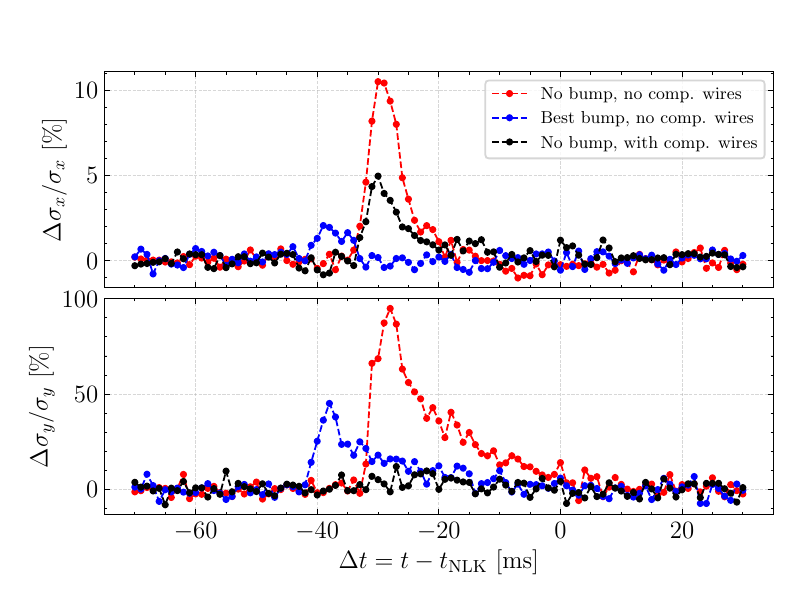 Δσx/σx [%]
10
5
0
No bump, no comp. wires
Best bump, no comp. wires
No bump, with comp. wires
Δσy/σy [%]
100
50
0
−60 −40 −20 0 20
Δt = t − tNLK [ms]